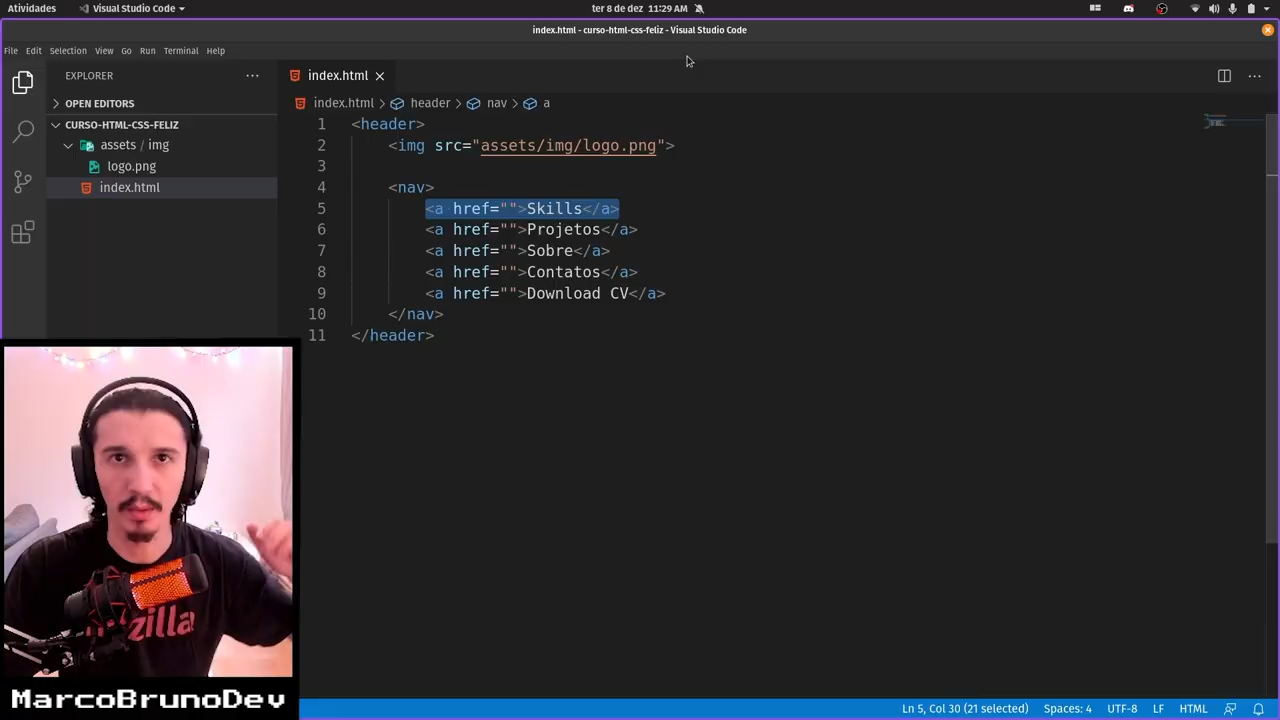 Atividades
Visual Studio Code
ter 8 de dez 11:29 AM
index.html - curso-html-css-feliz - Visual Studio Code
File Edit Selection View Go Run Terminal Help
EXPLORER
index.html
OPEN EDITORS
index.html > header > nav > a
CURSO-HTML-CSS-FELIZ
assets / img
logo.png
index.html
1 <header>
2 <img src="assets/img/logo.png">
3
4 <nav>
5 <a href="">Skills</a>
6 <a href="">Projetos</a>
7 <a href="">Sobre</a>
8 <a href="">Contatos</a>
9 <a href="">Download CV</a>
10 </nav>
11 </header>
MarcoBrunoDev
Ln 5, Col 30 (21 selected) Spaces: 4 UTF-8 LF HTML